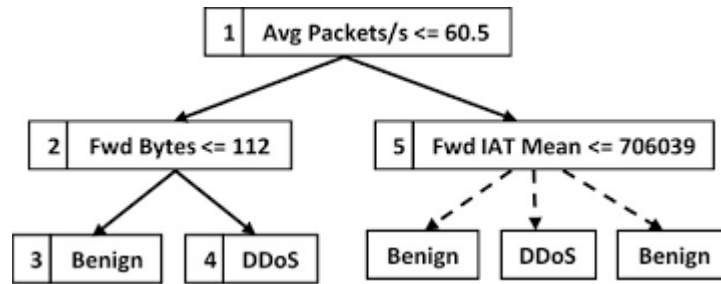 1 Avg Packets/s <= 60.5
2 Fwd Bytes <= 112
5 Fwd IAT Mean <= 706039
3 Benign
4 DDoS
Benign
DDoS
Benign